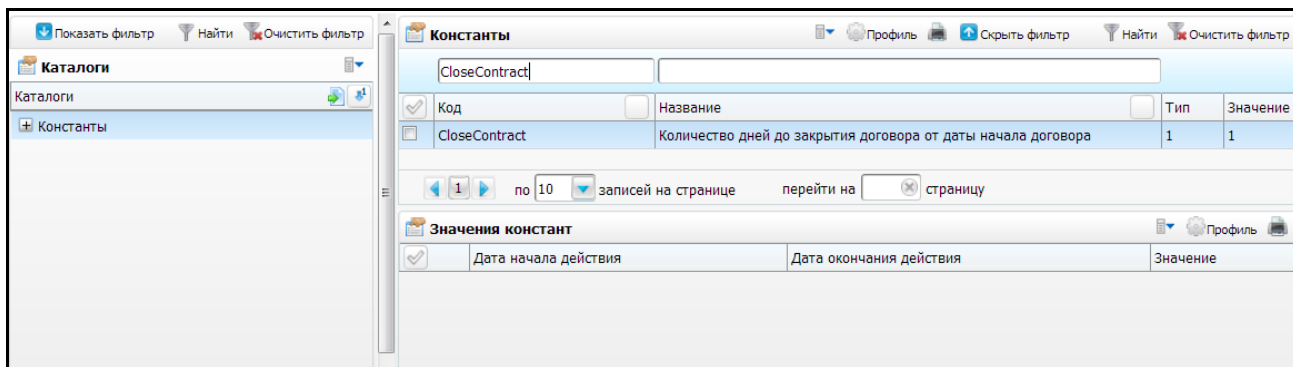 Показать фильтр Найти Очистить фильтр
Каталоги
Каталоги
Константы
Константы Профиль Скрыть фильтр Найти Очистить фильтр
CloseContract
Код Название Тип Значение
CloseContract Количество дней до закрытия договора от даты начала договора 1 1
1 по 10 записей на странице перейти на страницу
Значения констант Профиль
Дата начала действия Дата окончания действия Значение